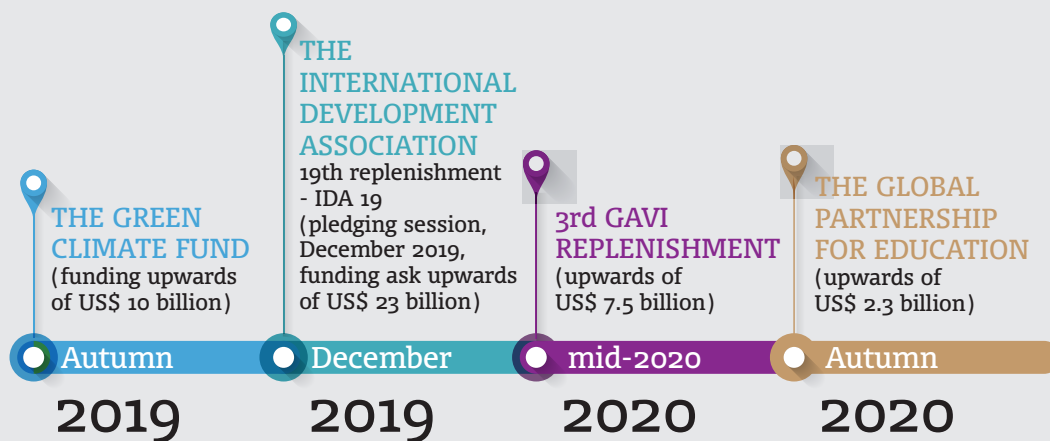 THE GREEN
CLIMATE FUND
(funding upwards
of US$ 10 billion)
Autumn
2019
THE
INTERNATIONAL
DEVELOPMENT
ASSOCIATION
19th replenishment
- IDA 19
(pledging session,
December 2019,
funding ask upwards
of US$ 23 billion)
December
2019
3rd GAVI
REPLENISHMENT
(upwards of
US$ 7.5 billion)
mid-2020
2020
THE GLOBAL
PARTNERSHIP
FOR EDUCATION
(upwards of
US$ 2.3 billion)
Autumn
2020